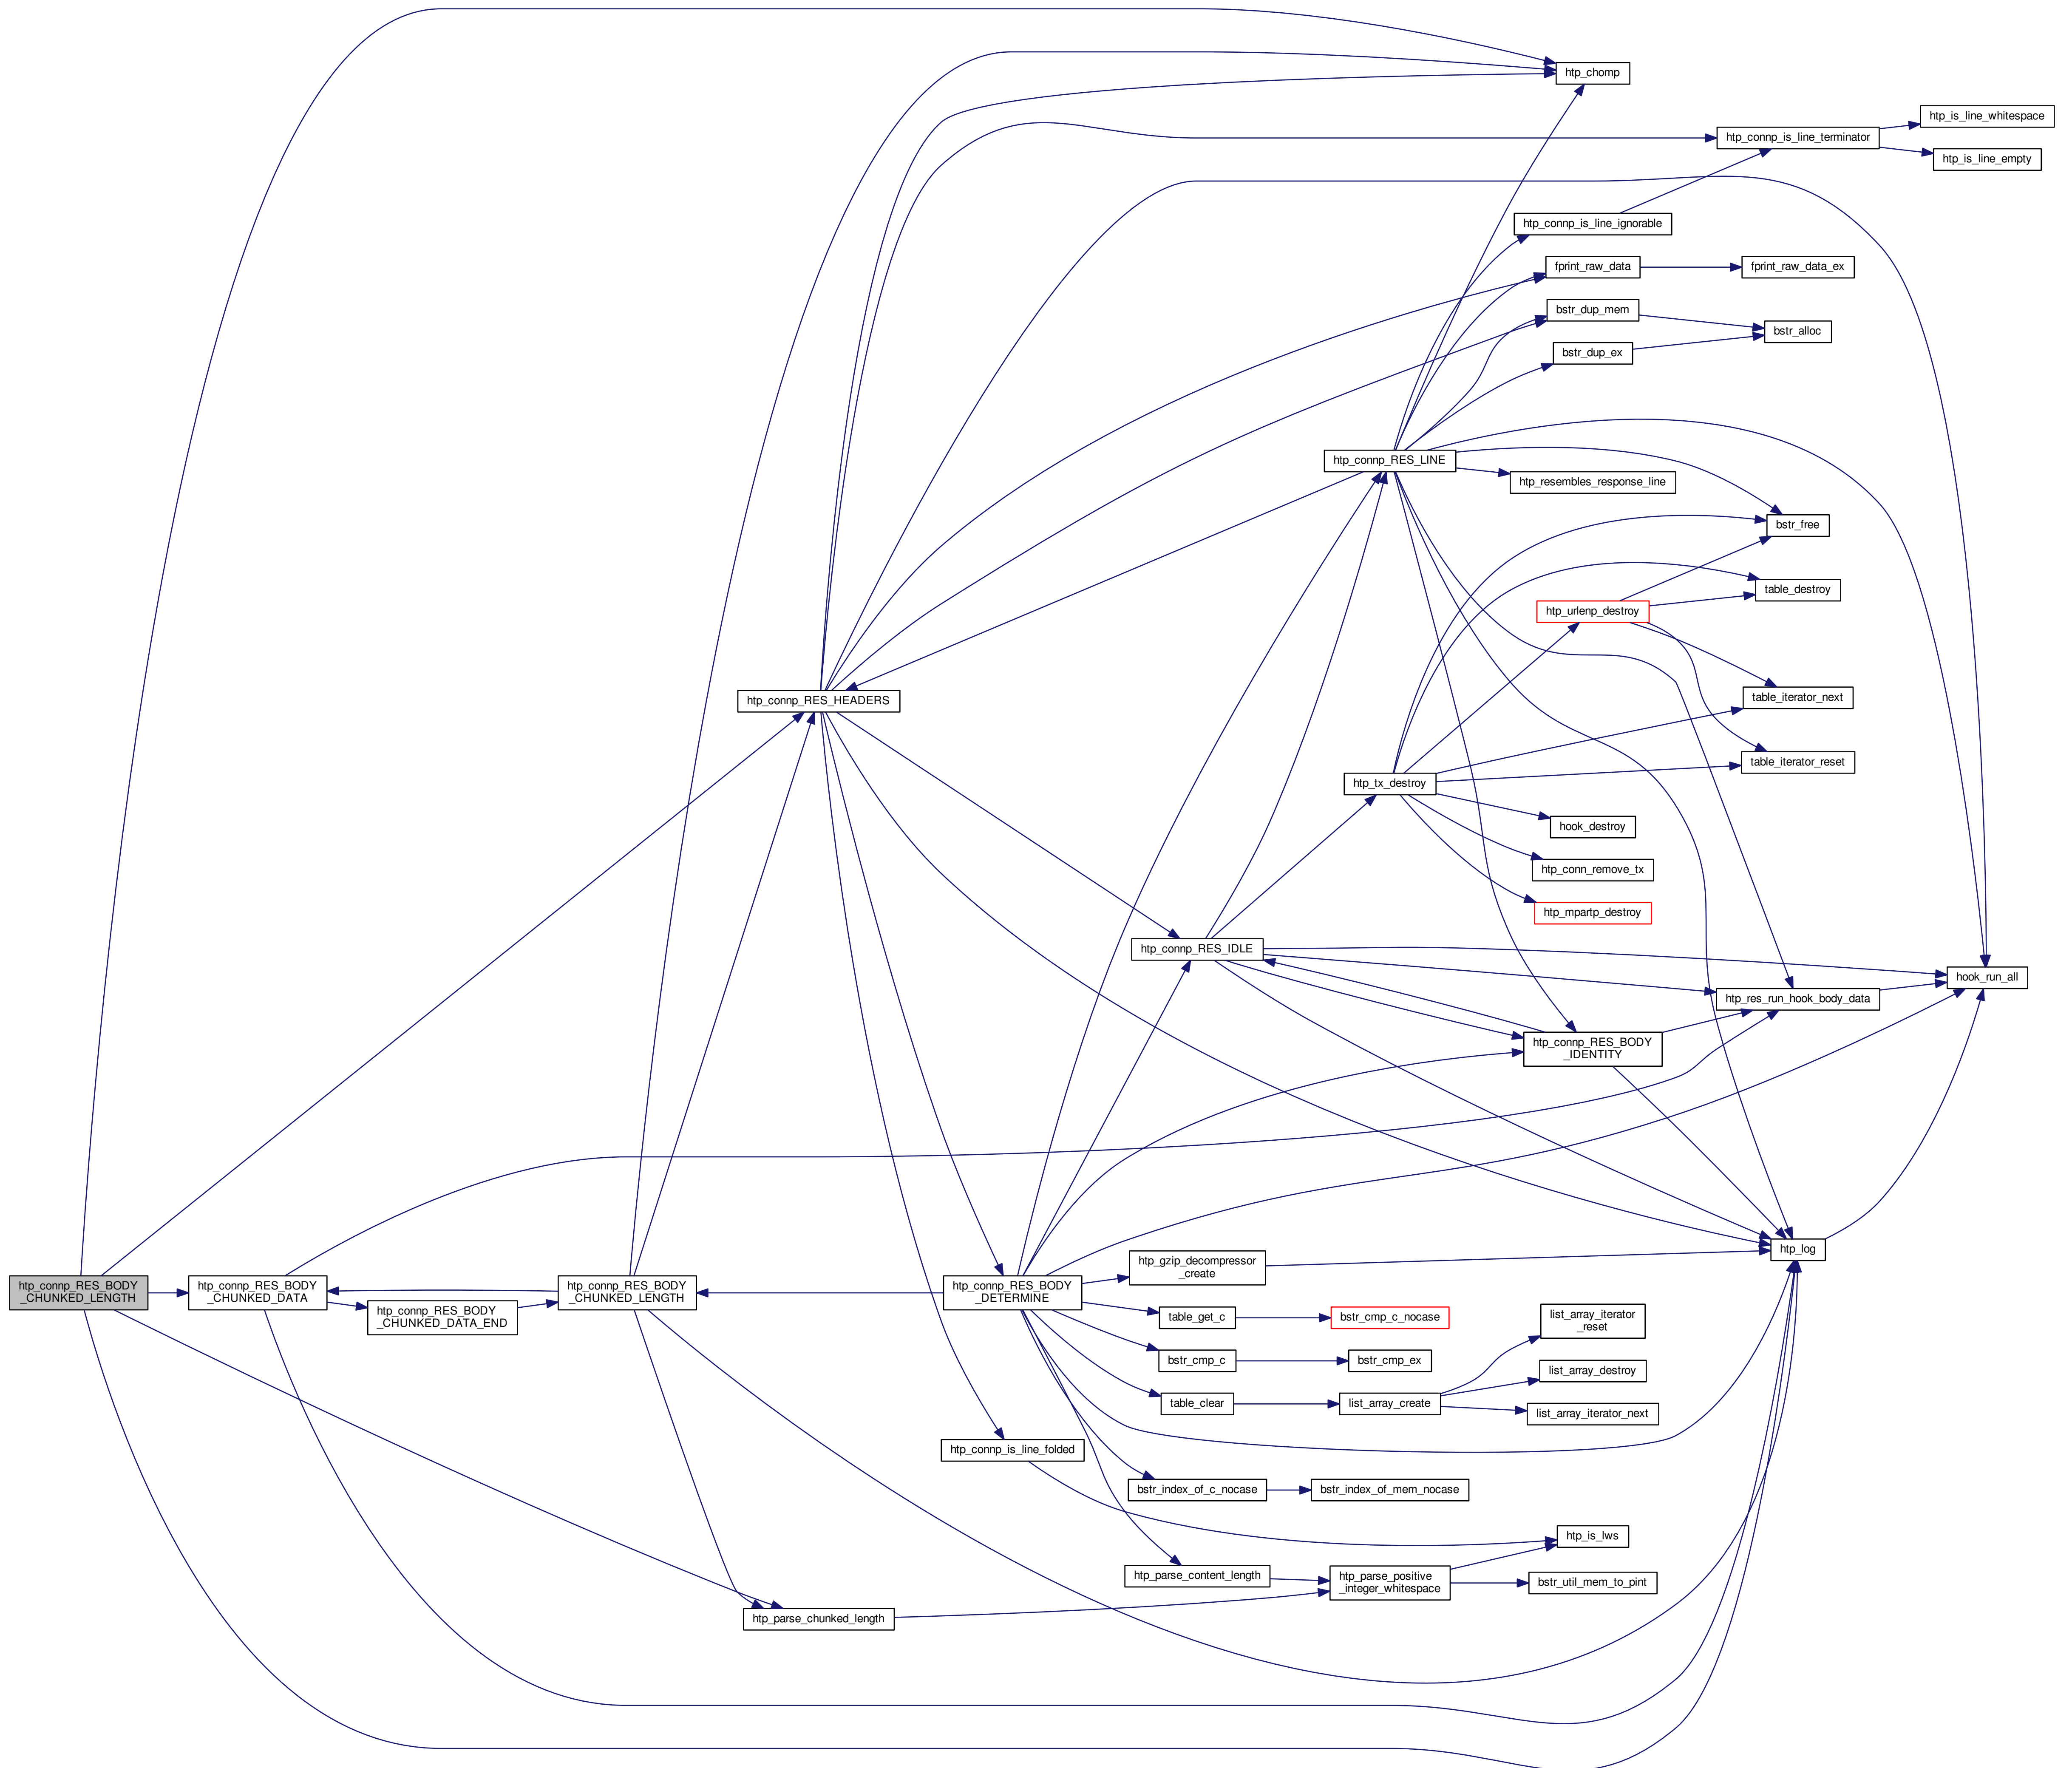 htp_chomp
htp_is_line_whitespace
htp_connp_is_line_terminator
htp_is_line_empty
htp_connp_is_line_ignorable
fprint_raw_data
fprint_raw_data_ex
bstr_dup_mem
bstr_alloc
bstr_dup_ex
htp_connp_RES_LINE
htp_resembles_response_line
bstr_free
table_destroy
htp_urlenp_destroy
htp_connp_RES_HEADERS
table_iterator_next
table_iterator_reset
htp_tx_destroy
hook_destroy
htp_conn_remove_tx
htp_mpartp_destroy
htp_connp_RES_IDLE
hook_run_all
htp_res_run_hook_body_data
htp_connp_RES_BODY
_IDENTITY
htp_log
htp_gzip_decompressor
_create
htp_connp_RES_BODY
_CHUNKED_LENGTH
htp_connp_RES_BODY
_CHUNKED_DATA
htp_connp_RES_BODY
_CHUNKED_DATA_END
htp_connp_RES_BODY
_CHUNKED_LENGTH
htp_connp_RES_BODY
_DETERMINE
table_get_c
bstr_cmp_c_nocase
list_array_iterator
_reset
bstr_cmp_c
bstr_cmp_ex
list_array_destroy
table_clear
list_array_create
list_array_iterator_next
htp_connp_is_line_folded
bstr_index_of_c_nocase
bstr_index_of_mem_nocase
htp_is_lws
htp_parse_content_length
htp_parse_positive
_integer_whitespace
bstr_util_mem_to_pint
htp_parse_chunked_length